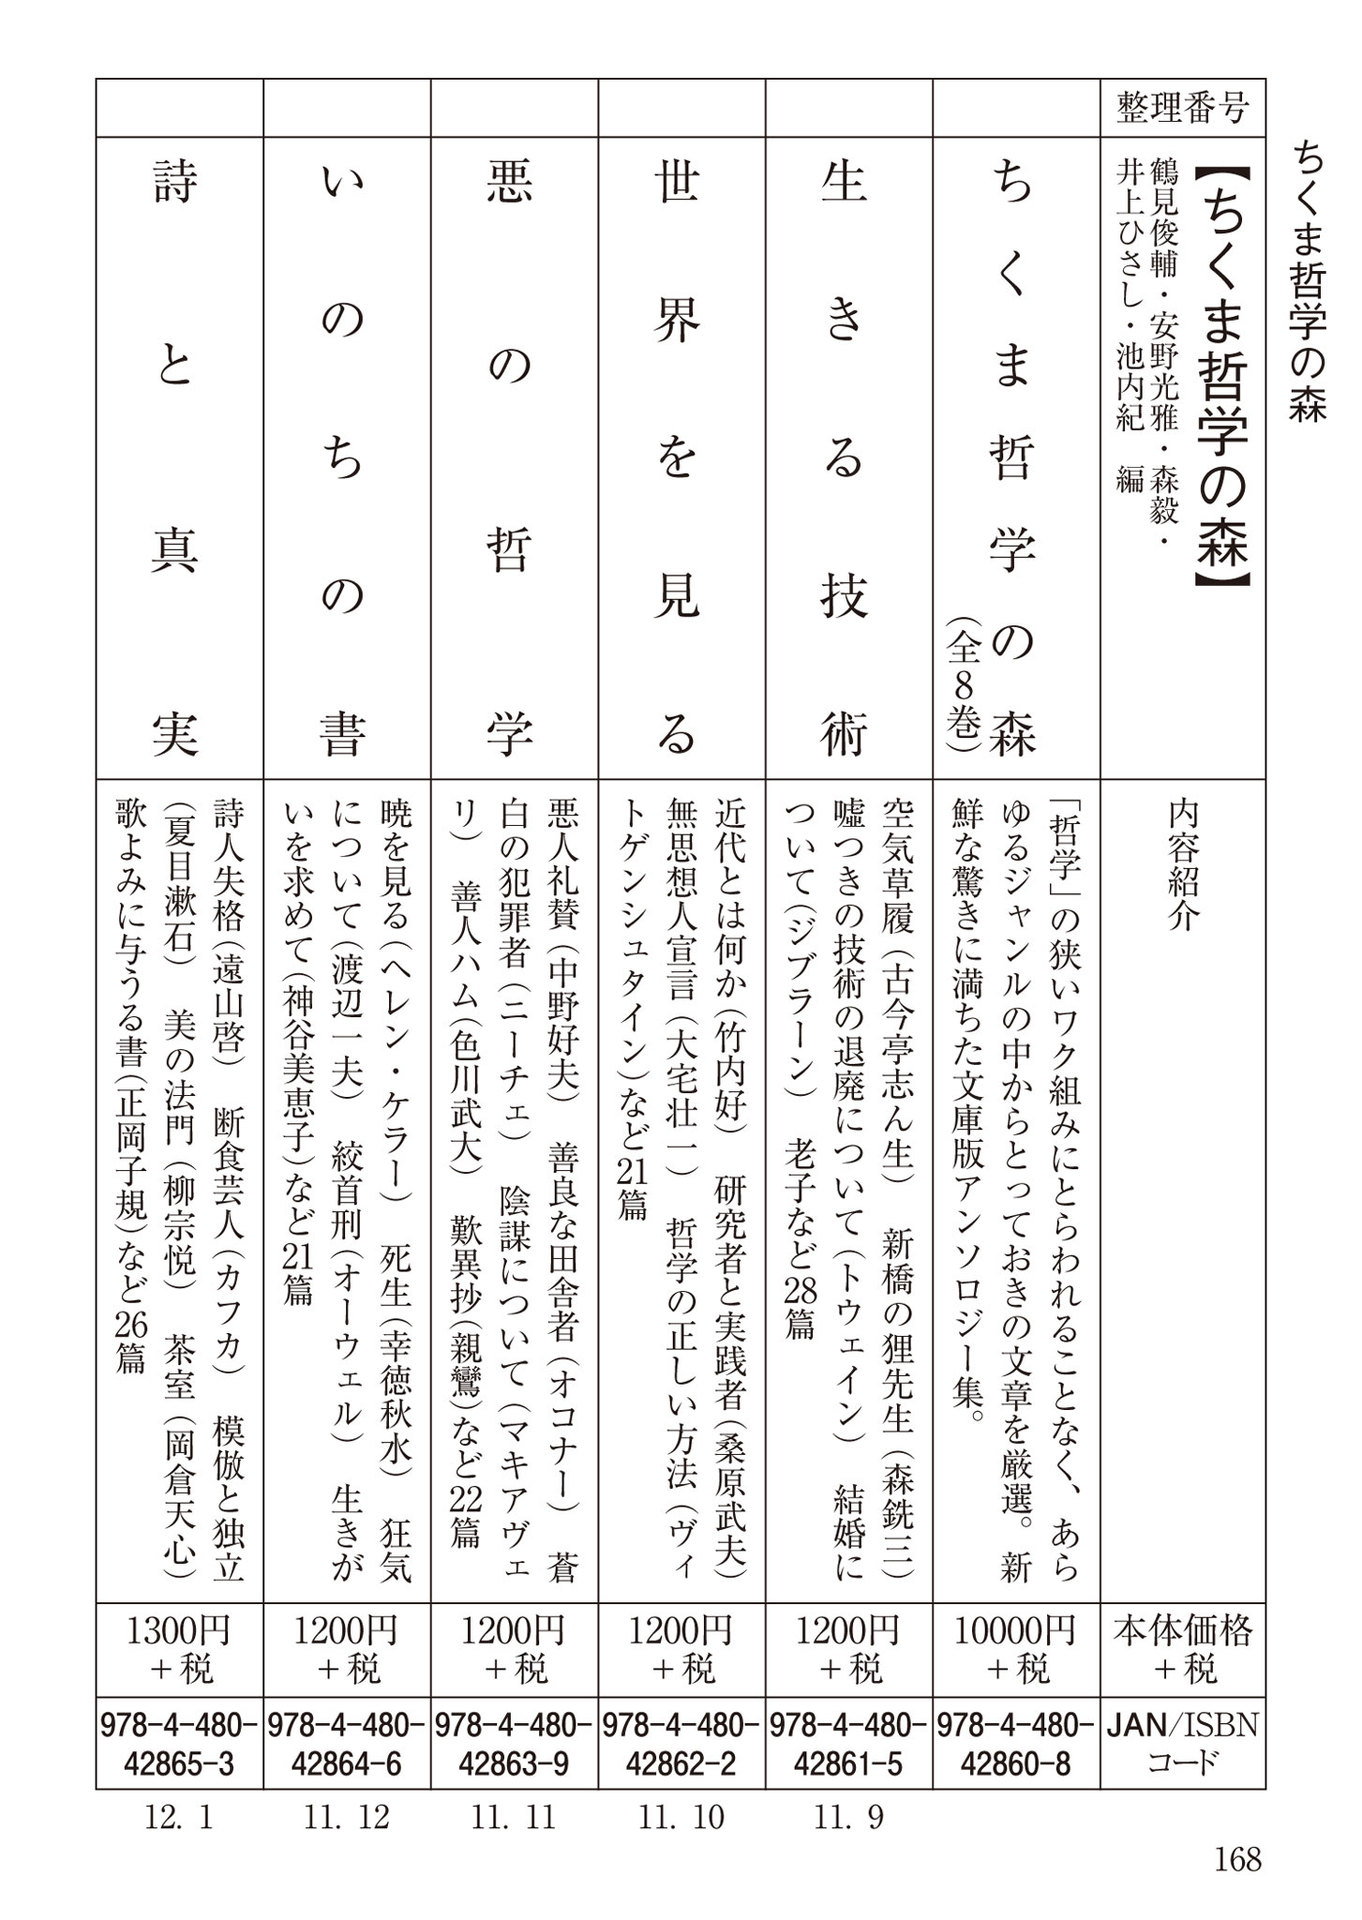 ちくま哲学の森
整理番号
【ちくま哲学の森】
鶴見俊輔・安野光雅・森毅・
井上ひさし・池内紀　編
内容紹介
本体価格
＋税
JAN/ISBN
コード
ちくま哲学の森
（全8巻）
「哲学」の狭いワク組みにとらわれることなく、あら
ゆるジャンルの中からとっておきの文章を厳選。新
鮮な驚きに満ちた文庫版アンソロジー集。
10000円
＋税
978-4-480-
42860-8
生きる技術
空気草履（古今亭志ん生）　新橋の狸先生（森銑三）
嘘つきの技術の退廃について（トウェイン）　結婚に
ついて（ジブラーン）　老子など28篇
1200円
＋税
978-4-480-
42861-5
11. 9
世界を見る
近代とは何か（竹内好）　研究者と実践者（桑原武夫）
無思想人宣言（大宅壮一）　哲学の正しい方法（ヴィ
トゲンシュタイン）など21篇
1200円
＋税
978-4-480-
42862-2
11. 10
悪の哲学
悪人礼賛（中野好夫）　善良な田舎者（オコナー）　蒼
白の犯罪者（ニーチェ）　陰謀について（マキアヴェ
リ）　善人ハム（色川武大）　歎異抄（親鸞）など22篇
1200円
＋税
978-4-480-
42863-9
11. 11
いのちの書
暁を見る（ヘレン・ケラー）　死生（幸徳秋水）　狂気
について（渡辺一夫）　絞首刑（オーウェル）　生きが
いを求めて（神谷美恵子）など21篇
1200円
＋税
978-4-480-
42864-6
11. 12
詩と真実
詩人失格（遠山啓）　断食芸人（カフカ）　模倣と独立
（夏目漱石）　美の法門（柳宗悦）　茶室（岡倉天心）
歌よみに与うる書（正岡子規）など26篇
1300円
＋税
978-4-480-
42865-3
12. 1
168